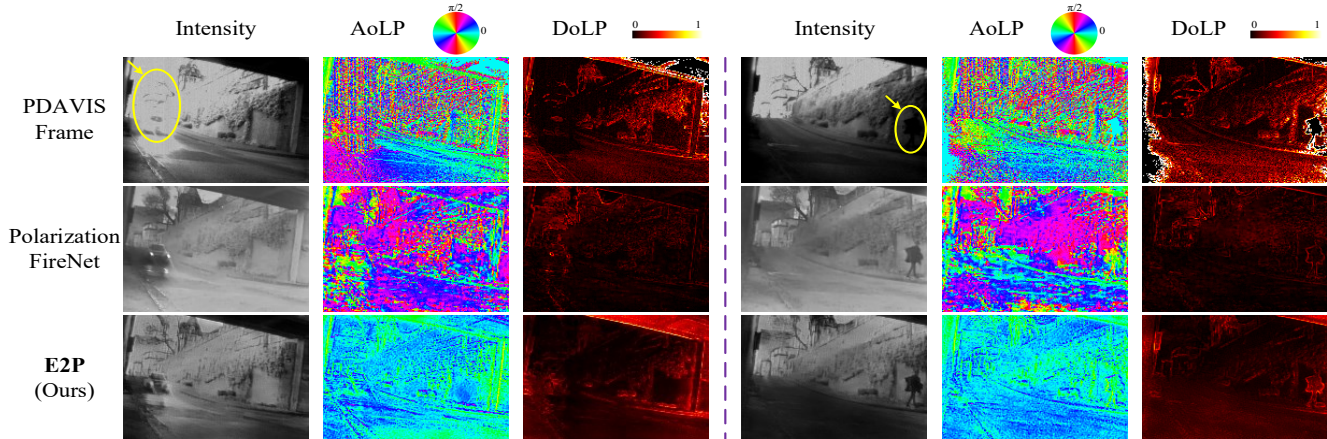 Intensity AoLP π/2 0 DoLP 0 1 Intensity AoLP π/2 0 DoLP 0 1
PDAVIS
Frame
Polarization
FireNet
E2P
(Ours)